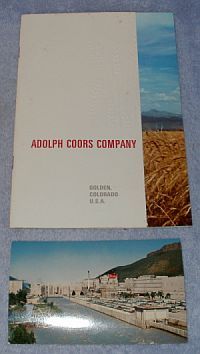 ADOLPH COORS COMPANY
GOLDEN,
COLORADO
U.S.A.